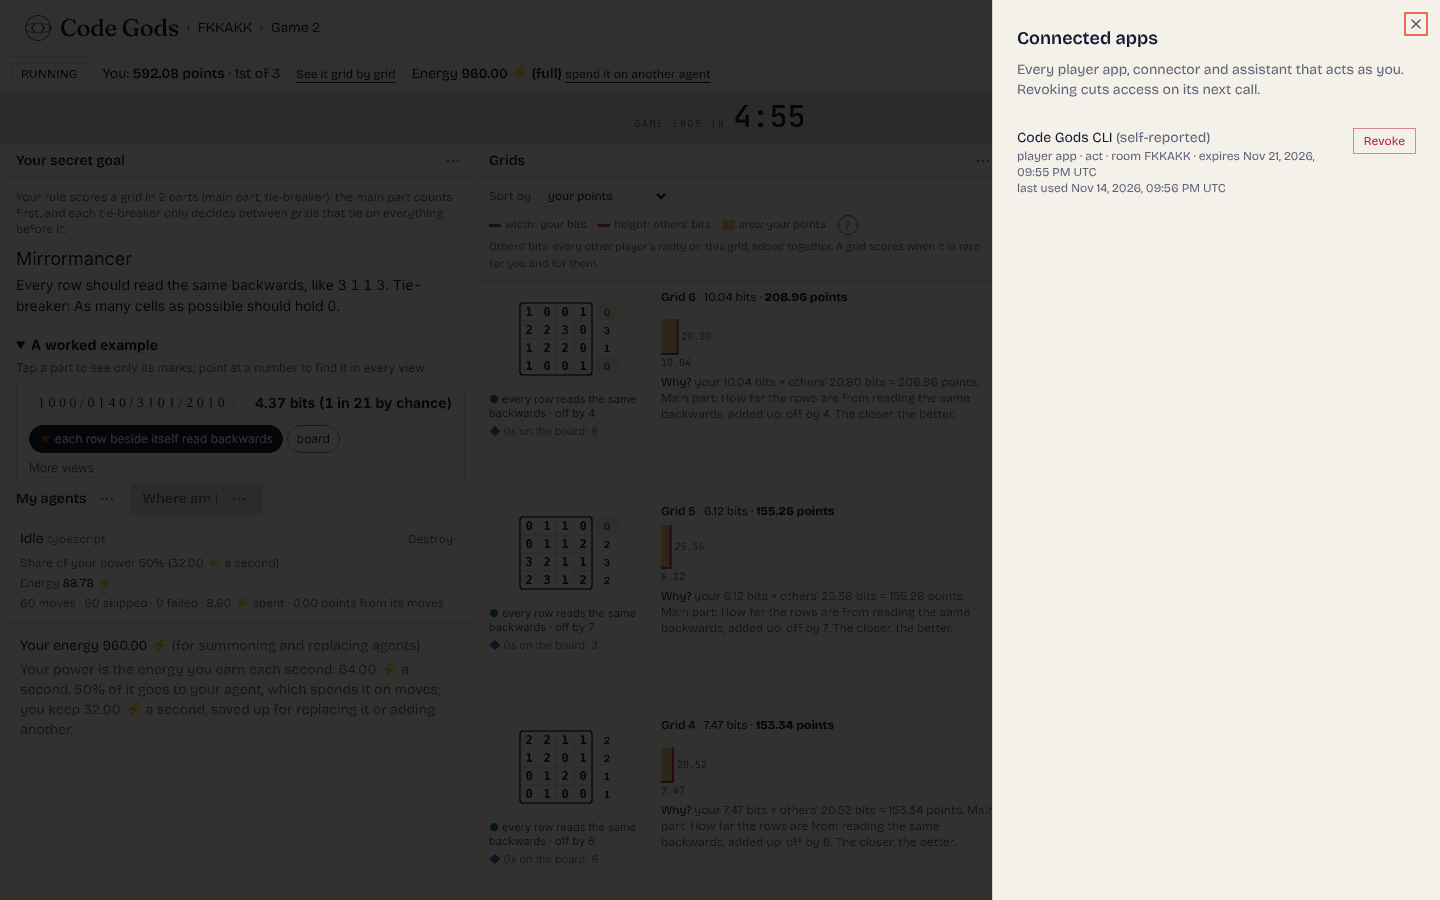 Code Gods › FKKAKK › Game 2
RUNNING You: 592.08 points · 1st of 3 See it grid by grid Energy 960.00 ⚡ (full) spend it on another agent
GAME ENDS IN 4:55
Your secret goal ···
Your rule scores a grid in 2 parts (main part, tie-breaker): the main part counts
first, and each tie-breaker only decides between grids that tie on everything
before it.
Mirrormancer
Every row should read the same backwards, like 3 1 1 3. Tie-
breaker: As many cells as possible should hold 0.
▼ A worked example
Tap a part to see only its marks; point at a number to find it in every view.
1000/0140/3101/2010 4.37 bits (1 in 21 by chance)
★ each row beside itself read backwards board
More views
My agents ··· Where am I ···
Idle typescript Destroy
Share of your power 50% (32.00 ⚡ a second)
Energy 88.78 ⚡
60 moves · 60 skipped · 0 failed · 8.60 ⚡ spent · 0.00 points from its moves
Your energy 960.00 ⚡ (for summoning and replacing agents)
Your power is the energy you earn each second: 64.00 ⚡ a
second. 50% of it goes to your agent, which spends it on moves;
you keep 32.00 ⚡ a second, saved up for replacing it or adding
another.
Grids ···
Sort by your points
width: your bits height: others' bits area: your points ?
Others' bits: every other player's rarity on this grid, added together. A grid scores when it is rare
for you and for them.
Grid 6 10.04 bits · 208.96 points
1 0 0 1 0
2 2 3 0 3
1 2 2 0 1
1 0 0 1 0
20.80
10.04
every row reads the same
backwards · off by 4
0s on the board: 6
Why? your 10.04 bits × others' 20.80 bits ≈ 208.96 points.
Main part: How far the rows are from reading the same
backwards, added up: off by 4. The closer, the better.
Grid 5 6.12 bits · 155.26 points
0 1 1 0 0
0 1 1 2 2
3 2 1 1 3
2 3 1 2 2
25.36
6.12
every row reads the same
backwards · off by 7
0s on the board: 3
Why? your 6.12 bits × others' 25.36 bits ≈ 155.26 points.
Main part: How far the rows are from reading the same
backwards, added up: off by 7. The closer, the better.
Grid 4 7.47 bits · 153.34 points
2 2 1 1 2
1 2 0 1 2
0 1 2 0 1
0 1 0 0 1
20.52
7.47
every row reads the same
backwards · off by 6
0s on the board: 6
Why? your 7.47 bits × others' 20.52 bits ≈ 153.34 points. Main
part: How far the rows are from reading the same
backwards, added up: off by 6. The closer, the better.
Connected apps
Every player app, connector and assistant that acts as you.
Revoking cuts access on its next call.
Code Gods CLI (self-reported) Revoke
player app · act · room FKKAKK · expires Nov 21, 2026,
09:55 PM UTC
last used Nov 14, 2026, 09:56 PM UTC